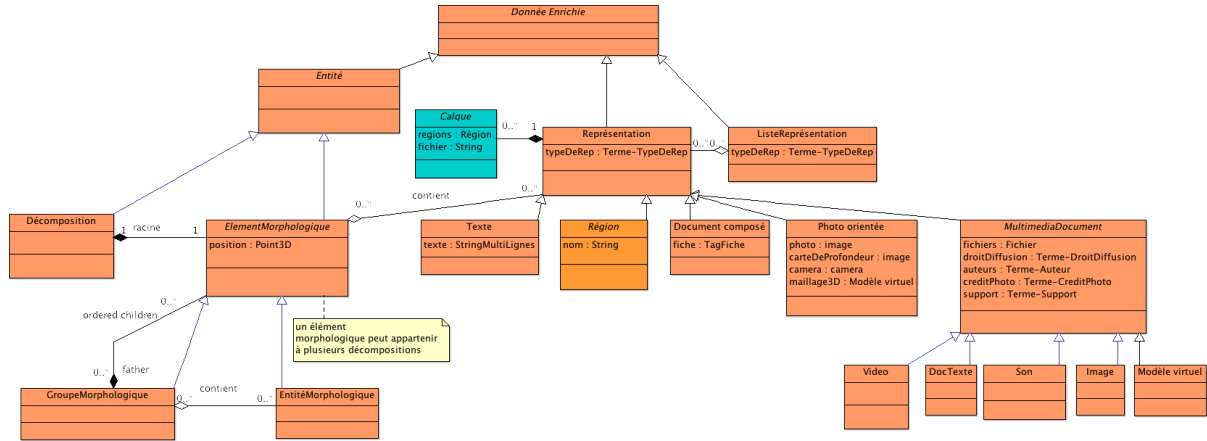 Donnée Enrichie
Entité
Calque
regions : Région
fichier : String
0..*
1
Représentation
typeDeRep : Terme-TypeDeRep
0..*
0..*
ListeReprésentation
typeDeRep : Terme-TypeDeRep
contient
0..*
0..*
Décomposition
1
racine
1
ElementMorphologique
position : Point3D
Texte
texte : StringMultiLignes
Région
nom : String
Document composé
fiche : TagFiche
Photo orientée
photo : image
carteDeProfondeur : image
camera : camera
maillage3D : Modèle virtuel
MultimediaDocument
fichiers : Fichier
droitDiffusion : Terme-DroitDiffusion
auteurs : Terme-Auteur
creditPhoto : Terme-CreditPhoto
support : Terme-Support
0..*
ordered children
un élément
morphologique peut appartenir
à plusieurs décompositions
0..*
father
GroupeMorphologique
0..*
contient
0..*
EntitéMorphologique
Video
DocTexte
Son
Image
Modèle virtuel